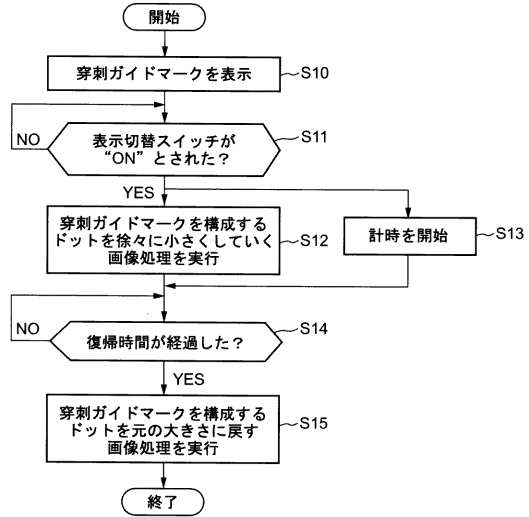 開始
穿刺ガイドマークを表示
S10
表示切替スイッチが
“ON”とされた？
S11
NO
YES
穿刺ガイドマークを構成する
ドットを徐々に小さくしていく
画像処理を実行
S12
計時を開始
S13
復帰時間が経過した？
S14
NO
YES
穿刺ガイドマークを構成する
ドットを元の大きさに戻す
画像処理を実行
S15
終了